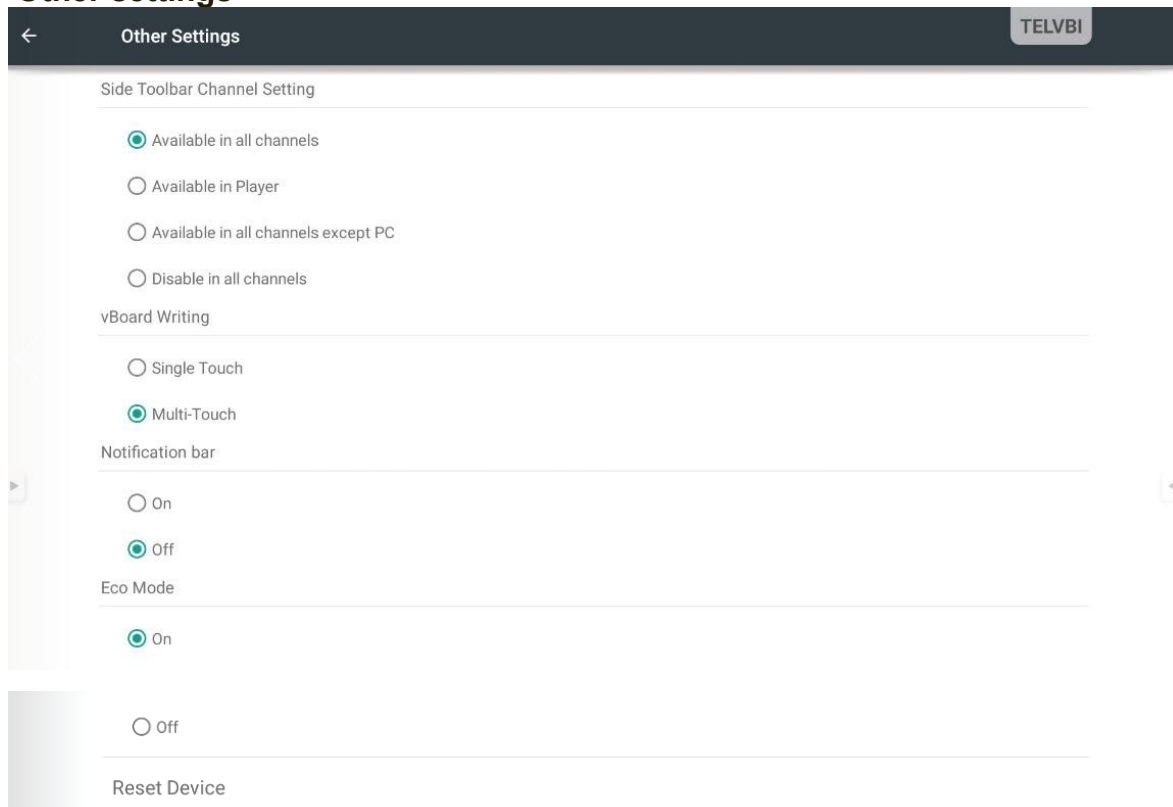 Other Settings
Other Settings
TELVBI
Side Toolbar Channel Setting
Available in all channels
Available in Player
Available in all channels except PC
Disable in all channels
vBoard Writing
Single Touch
Multi-Touch
Notification bar
On
Off
Eco Mode
On
Off
Reset Device